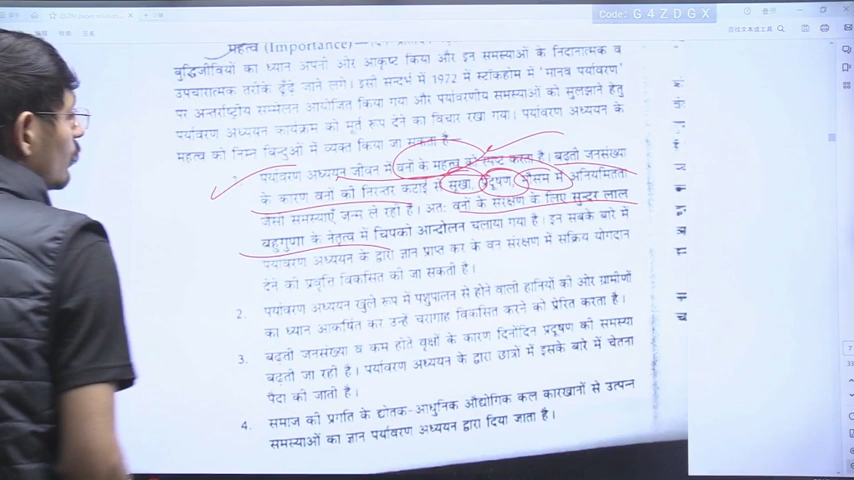 Code: G 4 Z D G X
महत्व (Importance)—
बुद्धिजीवियों का ध्यान अपनी ओर आकृष्ट किया और इन समस्याओं के निदानात्मक व
उपचारात्मक तरीके ढूँढे जाने लगे। इसी सन्दर्भ में 1972 में स्टॉकहोम में 'मानव पर्यावरण'
पर अन्तर्राष्ट्रीय सम्मेलन आयोजित किया गया और पर्यावरणीय समस्याओं को सुलझाने हेतु
पर्यावरण अध्ययन कार्यक्रम को मूर्त रूप देने का विचार रखा गया। पर्यावरण अध्ययन के
महत्व को निम्न बिन्दुओं में व्यक्त किया जा सकता है—
पर्यावरण अध्ययन जीवन में वनों के महत्व को स्पष्ट करता है। बढ़ती जनसंख्या
के कारण वनों की निरन्तर कटाई से सूखा, प्रदूषण, मौसम में अनियमितता
जैसी समस्याएँ जन्म ले रही है। अतः वनों के संरक्षण के लिए सुन्दर लाल
बहुगुणा के नेतृत्व में चिपको आन्दोलन चलाया गया है। इन सबके बारे में
पर्यावरण अध्ययन के द्वारा ज्ञान प्राप्त कर के वन संरक्षण में सक्रिय योगदान
देने की प्रवृत्ति विकसित की जा सकती है।
2. पर्यावरण अध्ययन खुले रूप में पशुपालन से होने वाली हानियों की ओर ग्रामीणों
का ध्यान आकर्षित कर उन्हें चरागाह विकसित करने को प्रेरित करता है।
3. बढ़ती जनसंख्या व कम होते वृक्षों के कारण दिनोंदिन प्रदूषण की समस्या
बढ़ती जा रही है। पर्यावरण अध्ययन के द्वारा छात्रों में इसके बारे में चेतना
पैदा की जाती है।
4. समाज की प्रगति के द्योतक-आधुनिक औद्योगिक कल कारखानों से उत्पन्न
समस्याओं का ज्ञान पर्यावरण अध्ययन द्वारा दिया जाता है।